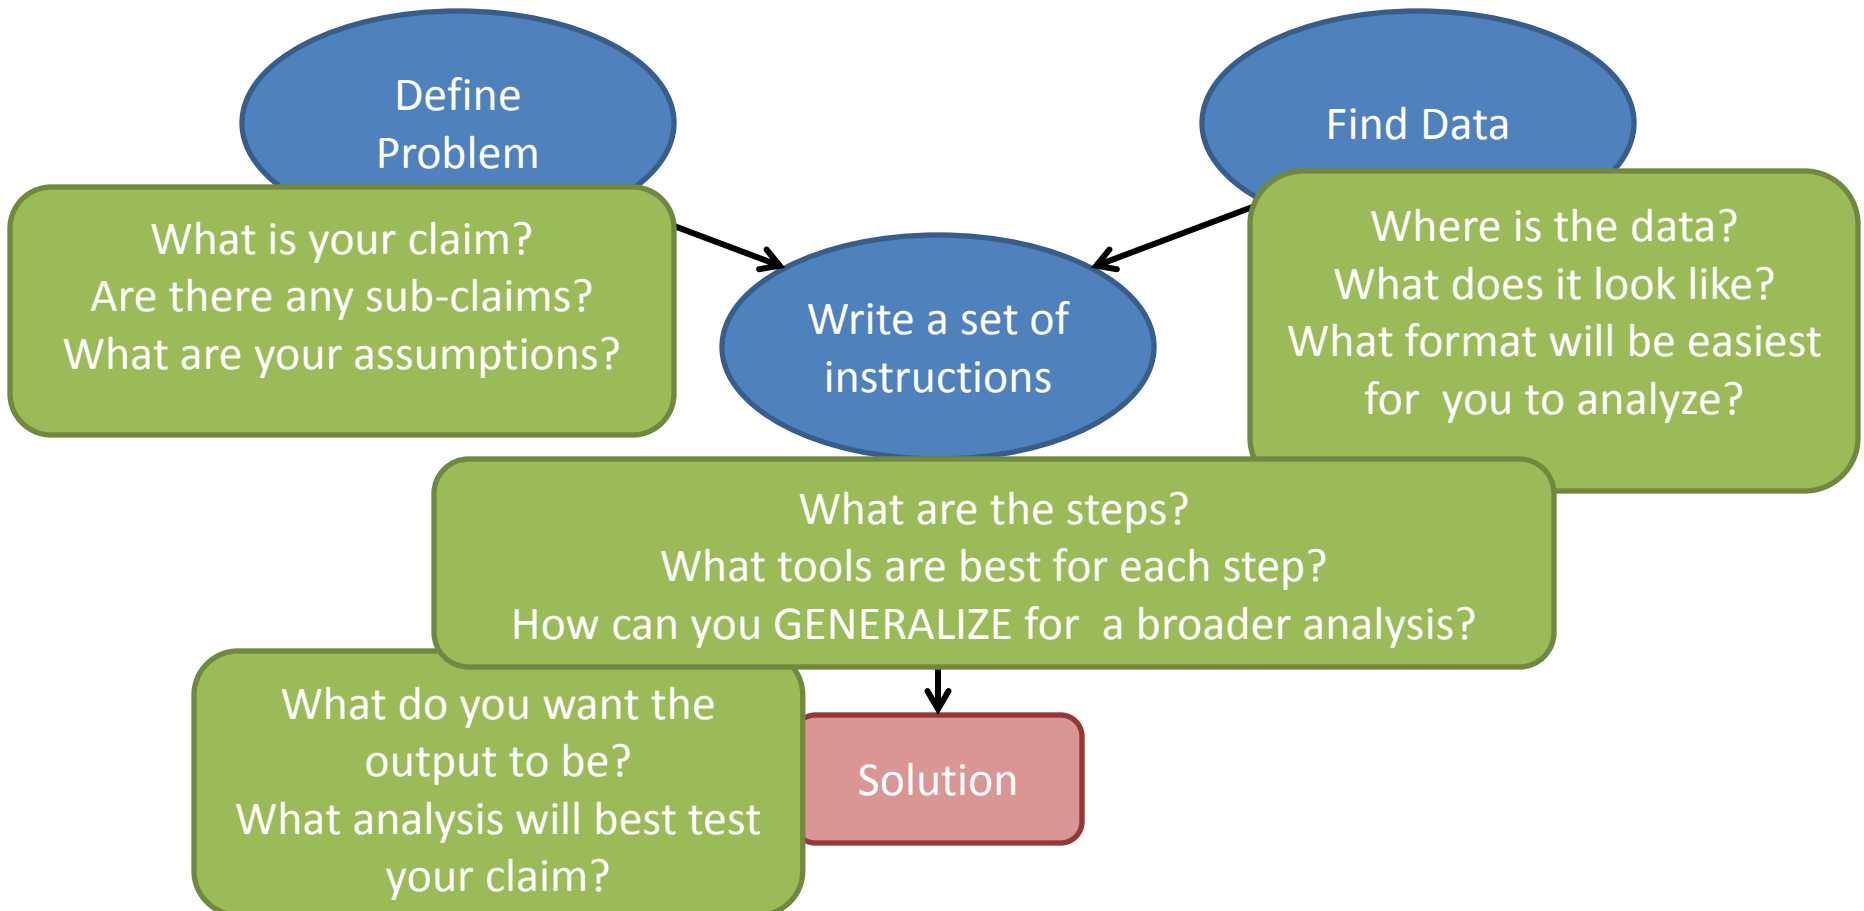 Define
Problem
What is your claim?
Are there any sub-claims?
What are your assumptions?
Find Data
Where is the data?
What does it look like?
What format will be easiest
for  you to analyze?
Write a set of
instructions
What are the steps?
What tools are best for each step?
How can you GENERALIZE for  a broader analysis?
What do you want the
output to be?
What analysis will best test
your claim?
Solution